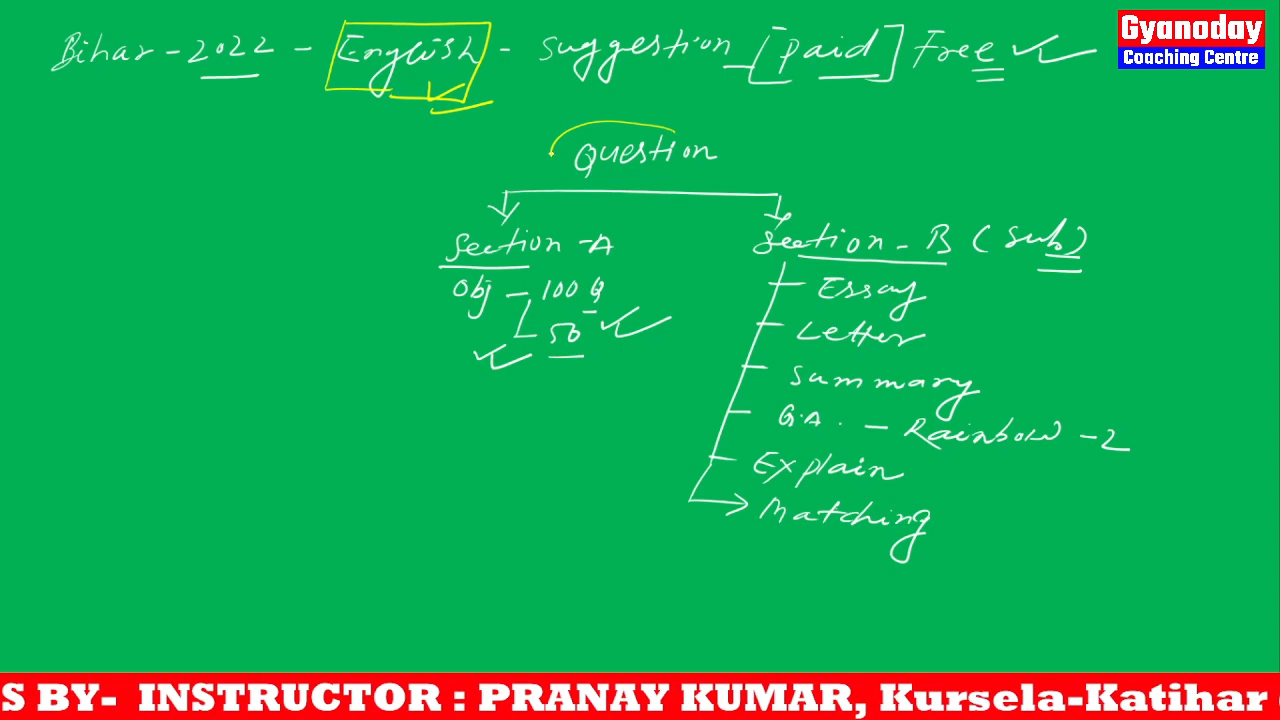 Bihar - 2022 - English - Suggestion - [paid] Free
Gyanoday
Coaching Centre
Question
Section - A
Obj - 100 Q
50
Section - B (Sub)
Essay
Letter
Summary
Q.A. - Rainbow - 2
Explain
Matching
S BY- INSTRUCTOR : PRANAY KUMAR, Kursela-Katihar